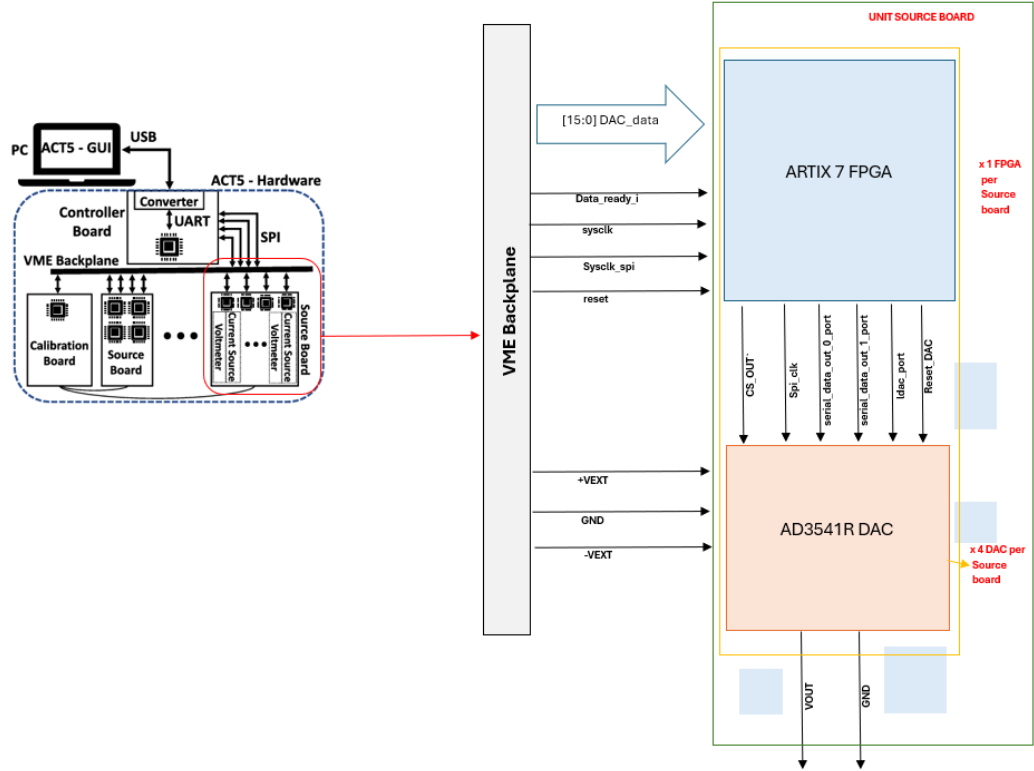 UNIT SOURCE BOARD
PC
ACT5 - GUI
USB
ACT5 - Hardware
Converter
Controller
Board
UART
SPI
VME Backplane
Calibration
Board
Source
Board
Current Source
Voltmeter
Current Source
Voltmeter
Source Board
VME Backplane
[15:0] DAC_data
Data_ready_i
sysclk
Sysclk_spi
reset
ARTIX 7 FPGA
x 1 FPGA
per
Source
board
CS_OUT`
Spi_clk
serial_data_out_0_port
serial_data_out_1_port
ldac_port
Reset_DAC
+VEXT
GND
-VEXT
AD3541R DAC
x 4 DAC per
Source
board
VOUT
GND